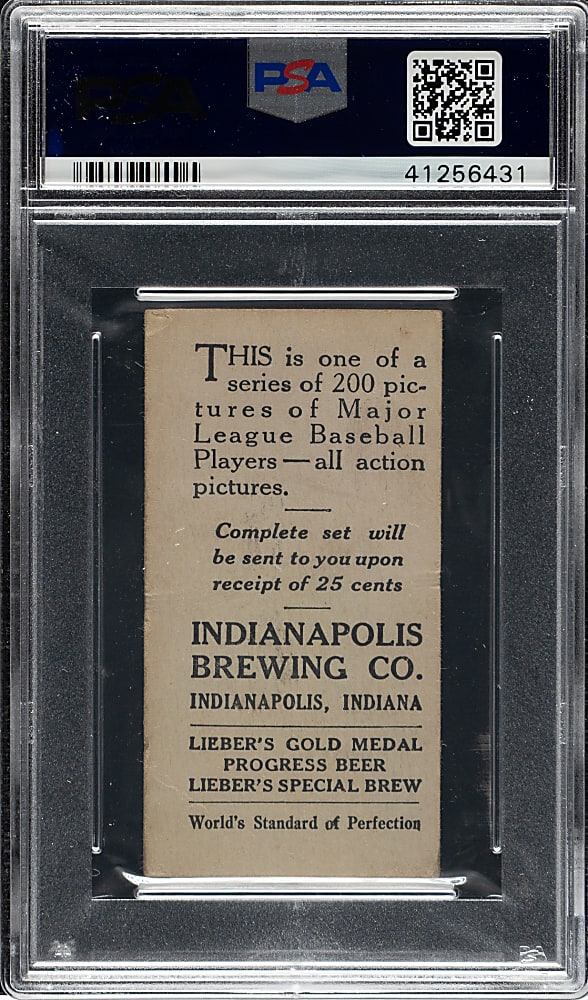 PSA
PSA
41256431
THIS is one of a
series of 200 pic-
tures of Major
League Baseball
Players—all action
pictures.
Complete set will
be sent to you upon
receipt of 25 cents
INDIANAPOLIS
BREWING CO.
INDIANAPOLIS, INDIANA
LIEBER'S GOLD MEDAL
PROGRESS BEER
LIEBER'S SPECIAL BREW
World's Standard of Perfection
PSA